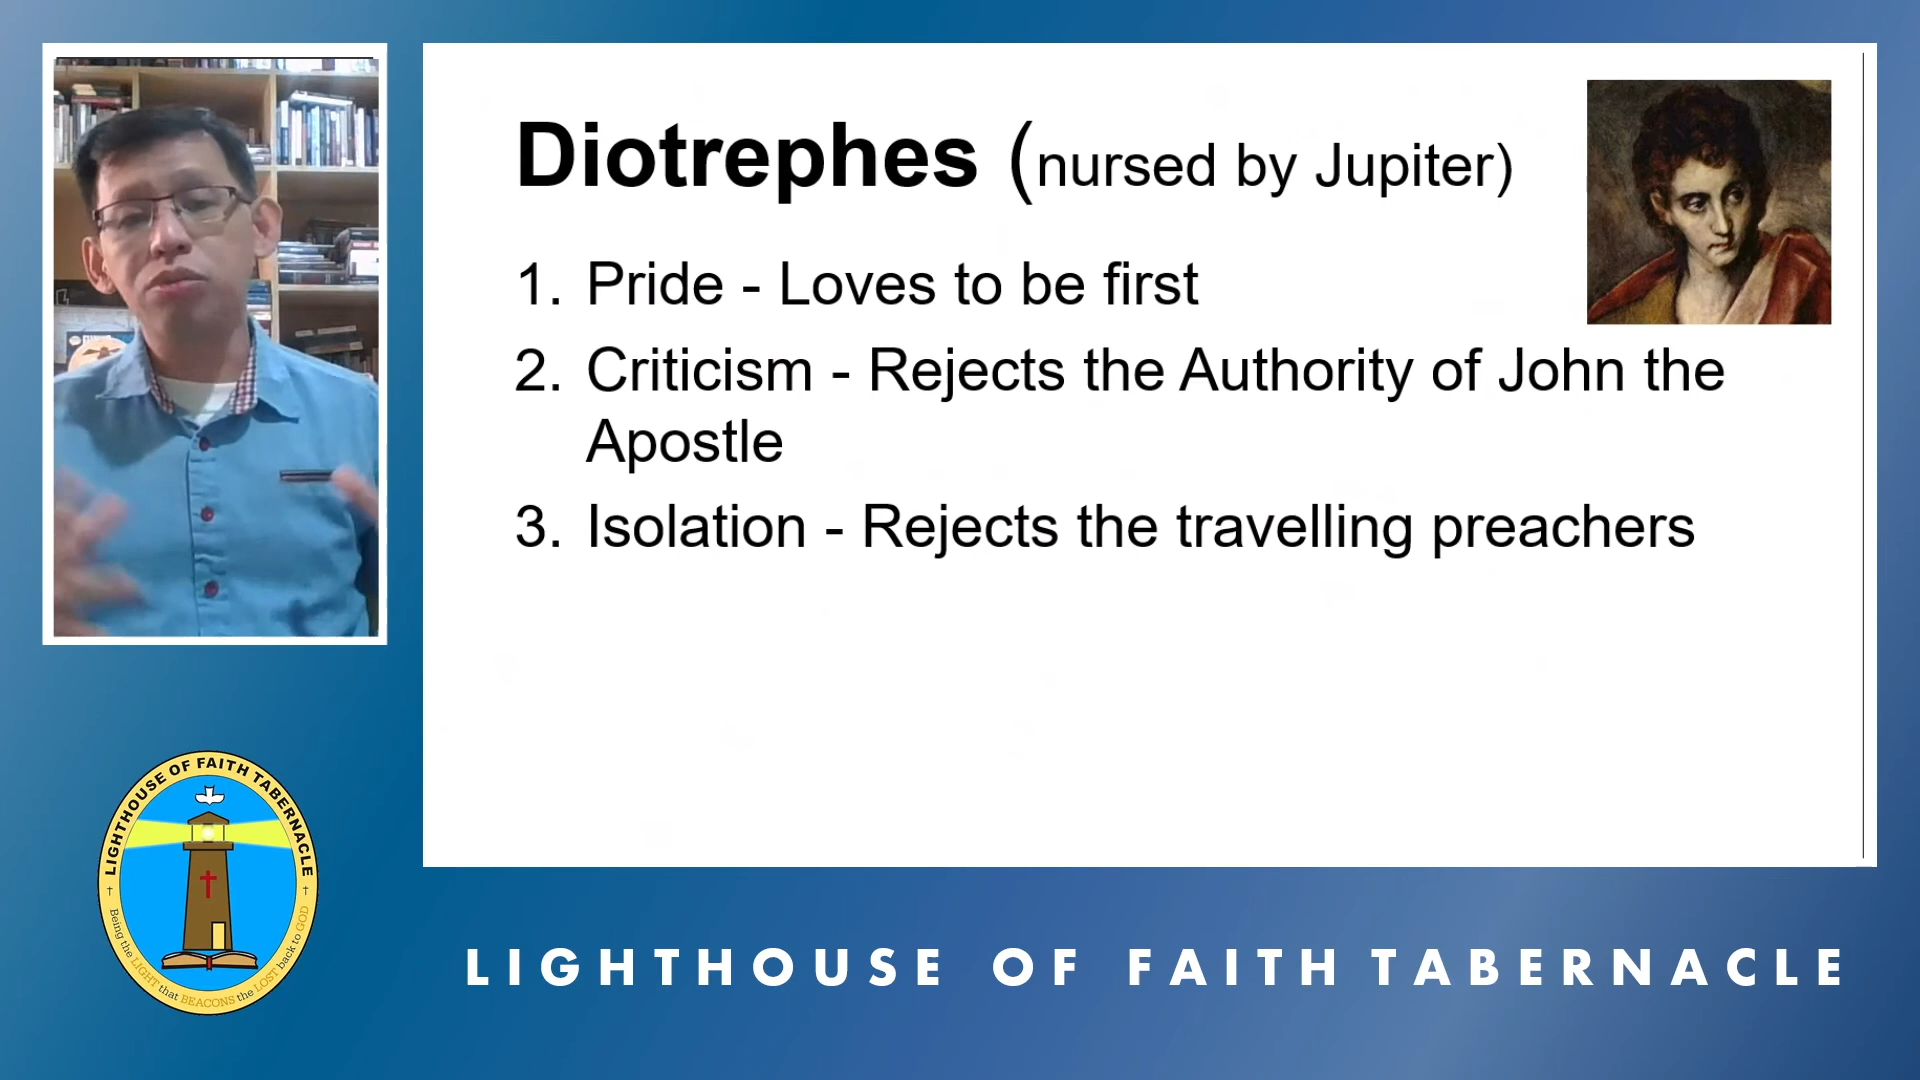 Diotrephes (nursed by Jupiter)
1. Pride - Loves to be first
2. Criticism - Rejects the Authority of John the
Apostle
3. Isolation - Rejects the travelling preachers
LIGHTHOUSE OF FAITH TABERNACLE
Being the LIGHT that BEACONS the LOST back to GOD
LIGHTHOUSE OF FAITH TABERNACLE